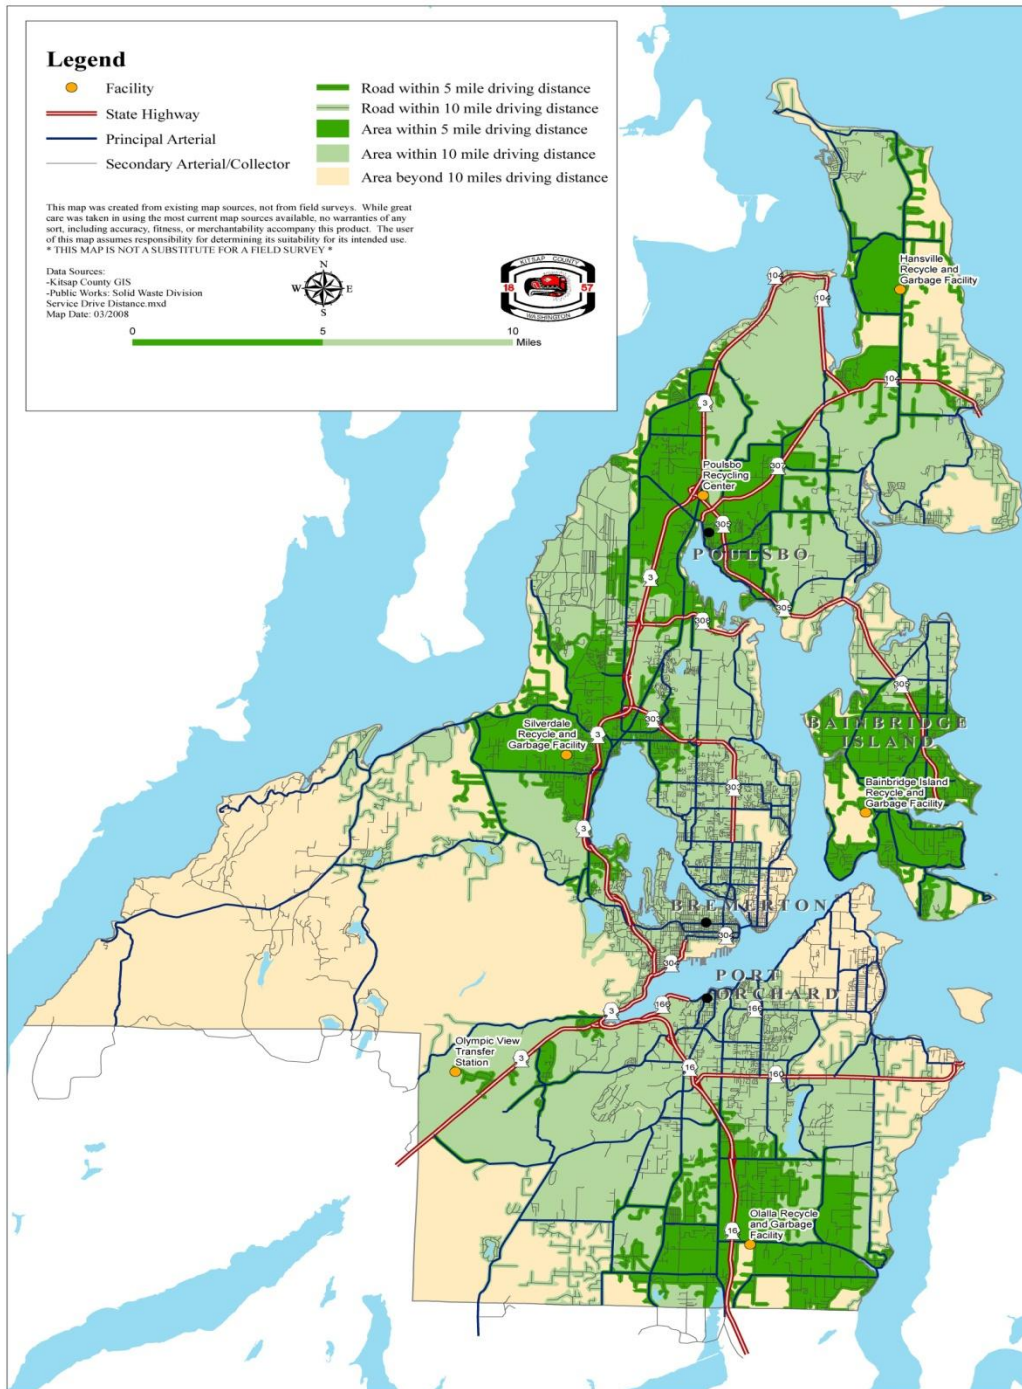 Legend
Facility
State Highway
Principal Arterial
Secondary Arterial/Collector
Road within 5 mile driving distance
Road within 10 mile driving distance
Area within 5 mile driving distance
Area within 10 mile driving distance
Area beyond 10 miles driving distance
This map was created from existing map sources, not from field surveys. While great
care was taken in using the most current map sources available, no warranties of any
sort, including accuracy, fitness, or merchantability accompany this product. The user
of this map assumes responsibility for determining its suitability for its intended use.
* THIS MAP IS NOT A SUBSTITUTE FOR A FIELD SURVEY *
Data Sources:
-Kitsap County GIS
-Public Works: Solid Waste Division
Service Drive Distance.mxd
Map Date: 03/2008
N
W E
S
KITSAP COUNTY
18 57
WASHINGTON
0 5 10
Miles
Hansville
Recycle and
Garbage Facility
104
104
104
3
307
Poulsbo
Recycling
Center
305
POULSBO
3
305
308
305
BAINBRIDGE
ISLAND
303
Silverdale
Recycle and
Garbage Facility
3
303
Bainbridge Island
Recycle and
Garbage Facility
3
BREMERTON
304
304
PORT
ORCHARD
166
166
3
Olympic View
Transfer
Station
3
16
160
Olalla Recycle
and Garbage
Facility
16